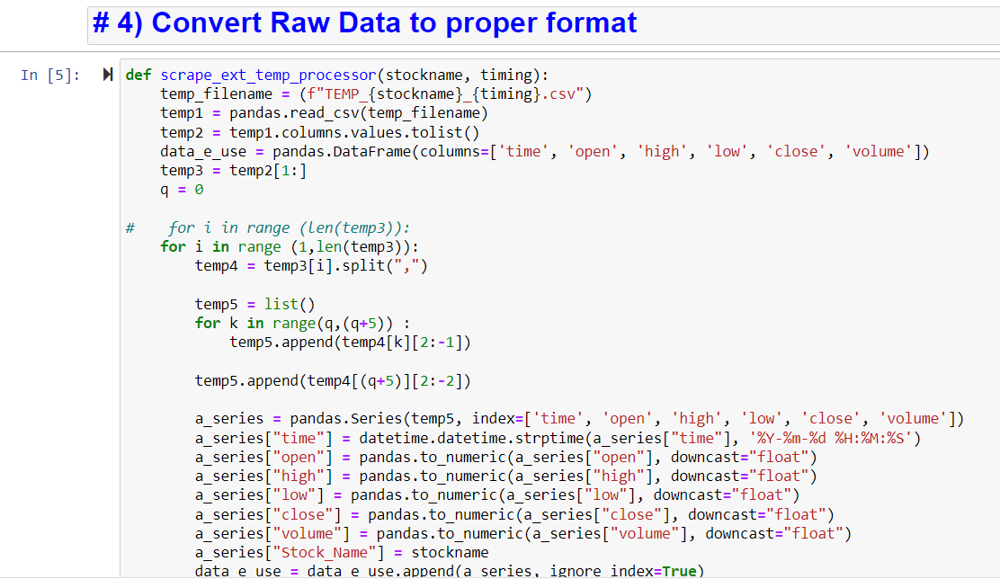 # 4) Convert Raw Data to proper format
In [5]: def scrape_ext_temp_processor(stockname, timing):
    temp_filename = (f"TEMP_{stockname}_{timing}.csv")
    temp1 = pandas.read_csv(temp_filename)
    temp2 = temp1.columns.values.tolist()
    data_e_use = pandas.DataFrame(columns=['time', 'open', 'high', 'low', 'close', 'volume'])
    temp3 = temp2[1:]
    q = 0
#    for i in range (len(temp3)):
    for i in range (1,len(temp3)):
        temp4 = temp3[i].split(",")
        temp5 = list()
        for k in range(q,(q+5)) :
            temp5.append(temp4[k][2:-1])
        temp5.append(temp4[(q+5)][2:-2])
        a_series = pandas.Series(temp5, index=['time', 'open', 'high', 'low', 'close', 'volume'])
        a_series["time"] = datetime.datetime.strptime(a_series["time"], '%Y-%m-%d %H:%M:%S')
        a_series["open"] = pandas.to_numeric(a_series["open"], downcast="float")
        a_series["high"] = pandas.to_numeric(a_series["high"], downcast="float")
        a_series["low"] = pandas.to_numeric(a_series["low"], downcast="float")
        a_series["close"] = pandas.to_numeric(a_series["close"], downcast="float")
        a_series["volume"] = pandas.to_numeric(a_series["volume"], downcast="float")
        a_series["Stock_Name"] = stockname
        data_e_use = data_e_use.append(a_series, ignore_index=True)